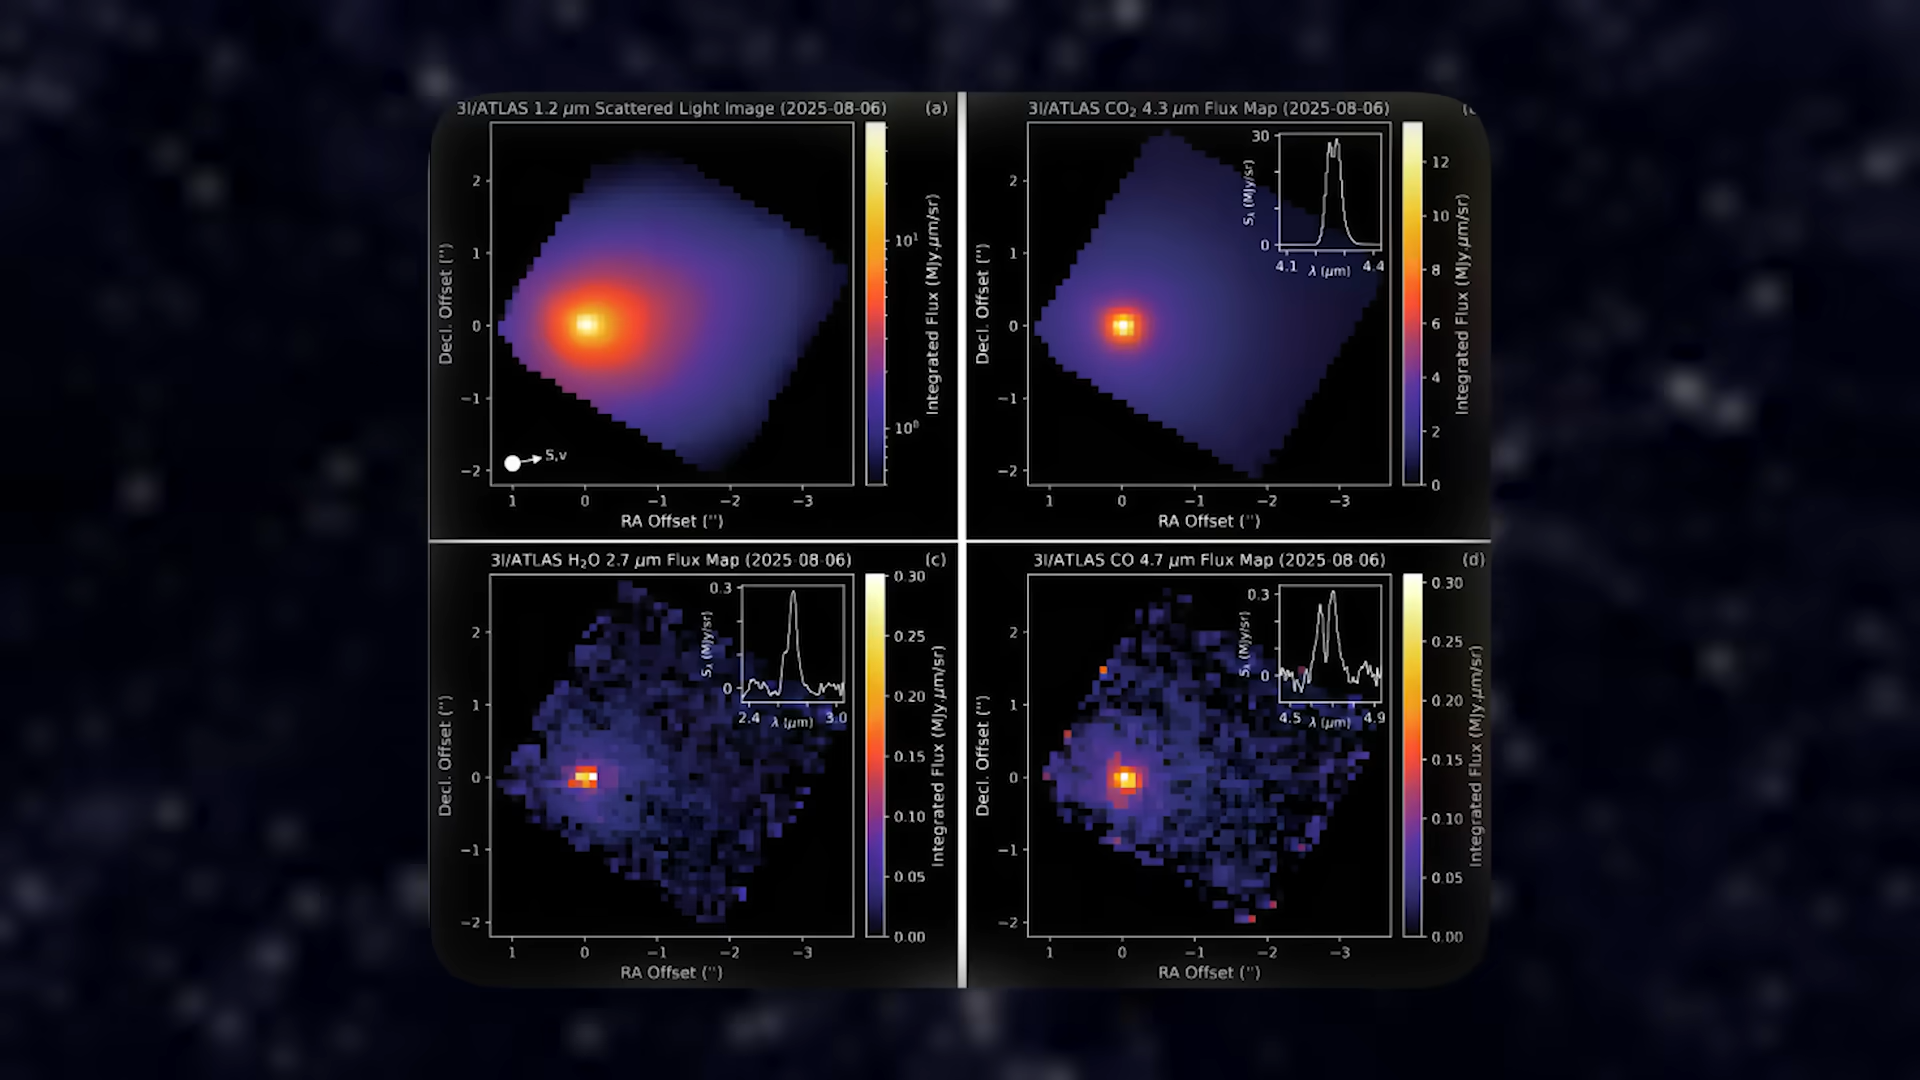 3I/ATLAS 1.2 μm Scattered Light Image (2025-08-06) (a)
2
1
0
−1
−2
Decl. Offset ('')
S,v
1 0 −1 −2 −3
RA Offset ('')
10¹
10⁰
Integrated Flux (MJy.μm/sr)
3I/ATLAS CO₂ 4.3 μm Flux Map (2025-08-06)
2
1
0
−1
−2
Decl. Offset ('')
30
0
Sλ (MJy/sr)
4.1 λ (μm) 4.4
1 0 −1 −2 −3
RA Offset ('')
12
10
8
6
4
2
0
Integrated Flux (MJy.μm/sr)
3I/ATLAS H₂O 2.7 μm Flux Map (2025-08-06) (c)
2
1
0
−1
−2
Decl. Offset ('')
0.3
0
Sλ (MJy/sr)
2.4 λ (μm) 3.0
1 0 −1 −2 −3
RA Offset ('')
0.30
0.25
0.20
0.15
0.10
0.05
0.00
Integrated Flux (MJy.μm/sr)
3I/ATLAS CO 4.7 μm Flux Map (2025-08-06) (d)
2
1
0
−1
−2
Decl. Offset ('')
0.3
0
Sλ (MJy/sr)
4.5 λ (μm) 4.9
1 0 −1 −2 −3
RA Offset ('')
0.30
0.25
0.20
0.15
0.10
0.05
0.00
Integrated Flux (MJy.μm/sr)